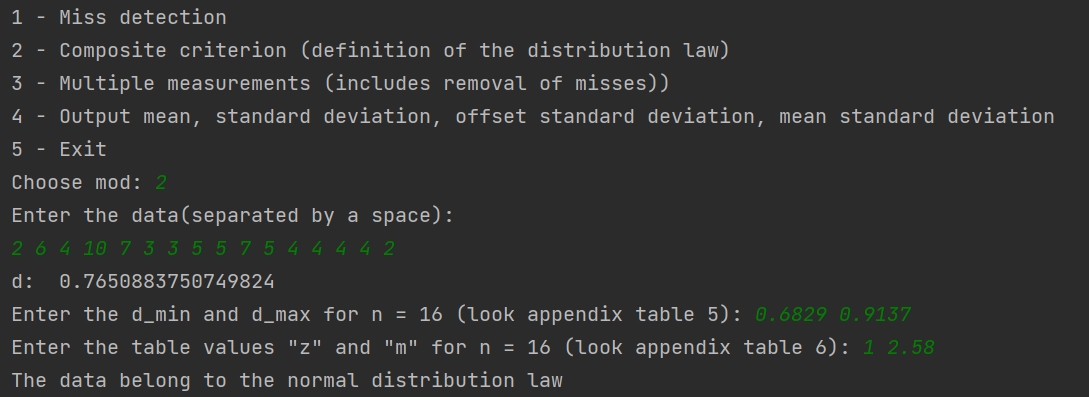 1 - Miss detection
2 - Composite criterion (definition of the distribution law)
3 - Multiple measurements (includes removal of misses))
4 - Output mean, standard deviation, offset standard deviation, mean standard deviation
5 - Exit
Choose mod: 2
Enter the data(separated by a space):
2 6 4 10 7 3 3 5 5 7 5 4 4 4 4 2
d:  0.7650883750749824
Enter the d_min and d_max for n = 16 (look appendix table 5): 0.6829 0.9137
Enter the table values "z" and "m" for n = 16 (look appendix table 6): 1 2.58
The data belong to the normal distribution law